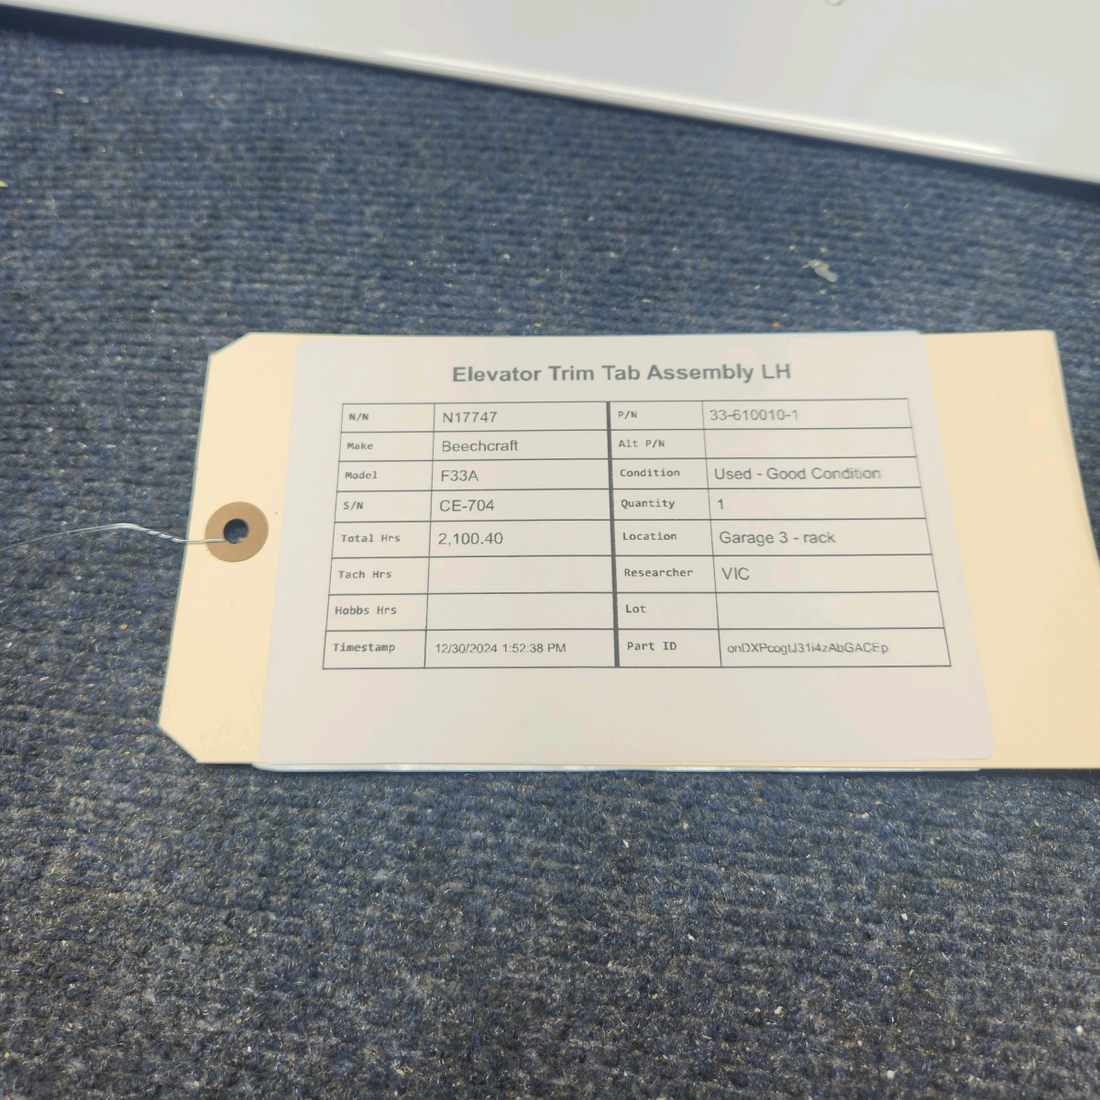 Elevator Trim Tab Assembly LH
N/N N17747 P/N 33-610010-1
Make Beechcraft Alt P/N
Model F33A Condition Used - Good Condition
S/N CE-704 Quantity 1
Total Hrs 2,100.40 Location Garage 3 - rack
Tach Hrs Researcher VIC
Hobbs Hrs Lot
Timestamp 12/30/2024 1:52:38 PM Part ID